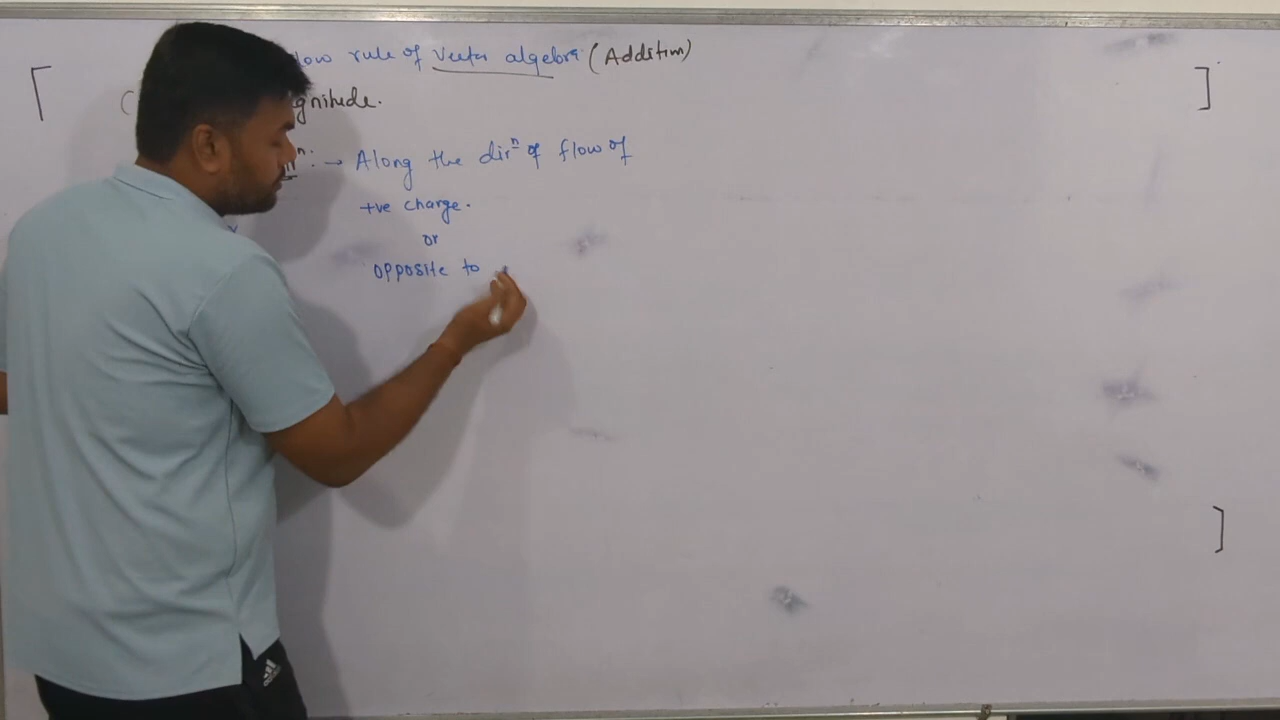 low rule of Vector algebra (Addition)
gnitude.
n: → Along the dirⁿ of flow of
+ve charge.
or
opposite to